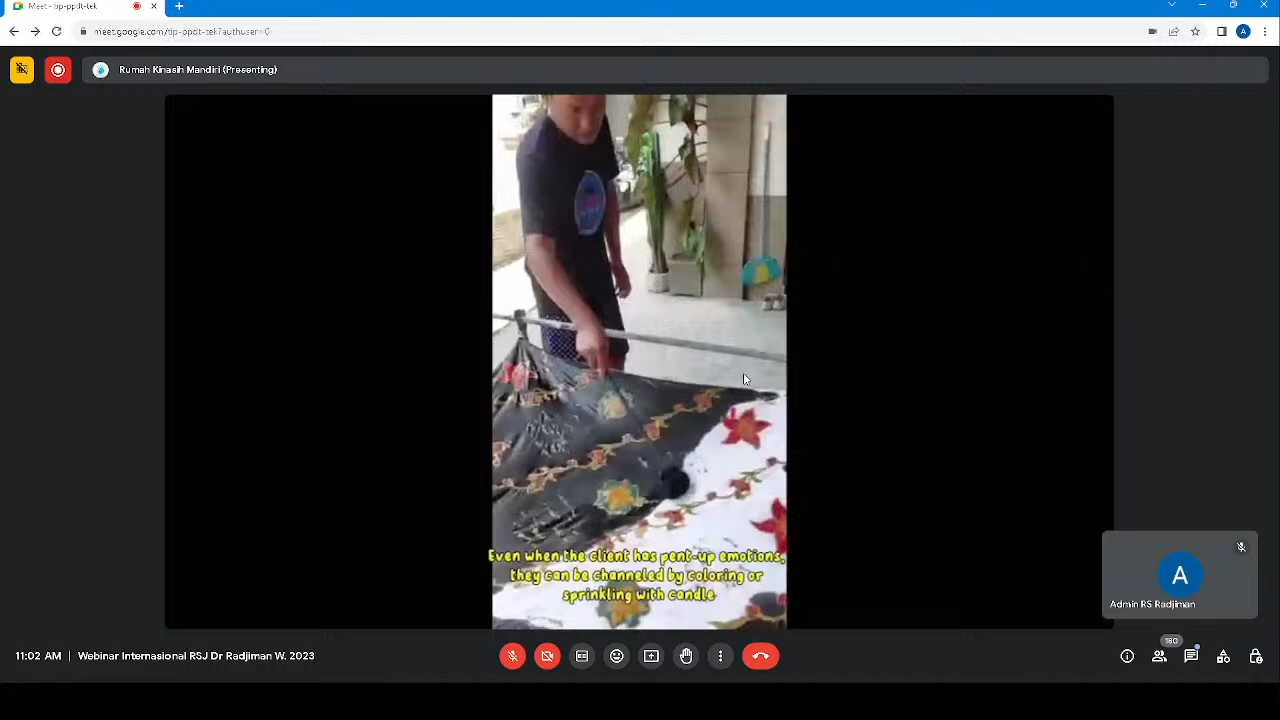 Meet - tip-ppdt-tek
meet.google.com/tip-ppdt-tek?authuser=0
A
Rumah Kinasih Mandiri (Presenting)
Even when the client has pent-up emotions,
they can be channeled by coloring or
sprinkling with candle
A
Admin RS Radjiman
11:02 AM | Webinar Internasional RSJ Dr Radjiman W. 2023
180